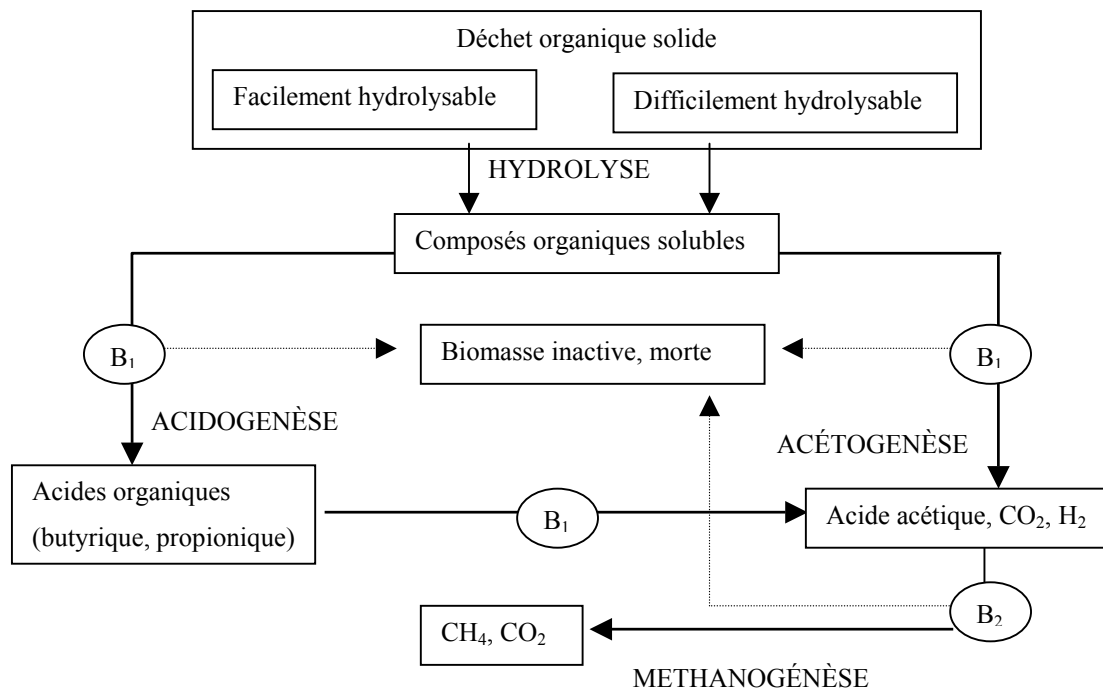 Déchet organique solide
Facilement hydrolysable
Difficilement hydrolysable
HYDROLYSE
Composés organiques solubles
B₁
Biomasse inactive, morte
B₁
ACIDOGENÈSE
ACÉTOGENÈSE
Acides organiques
(butyrique, propionique)
B₁
Acide acétique, CO₂, H₂
B₂
CH₄, CO₂
METHANOGÉNÈSE